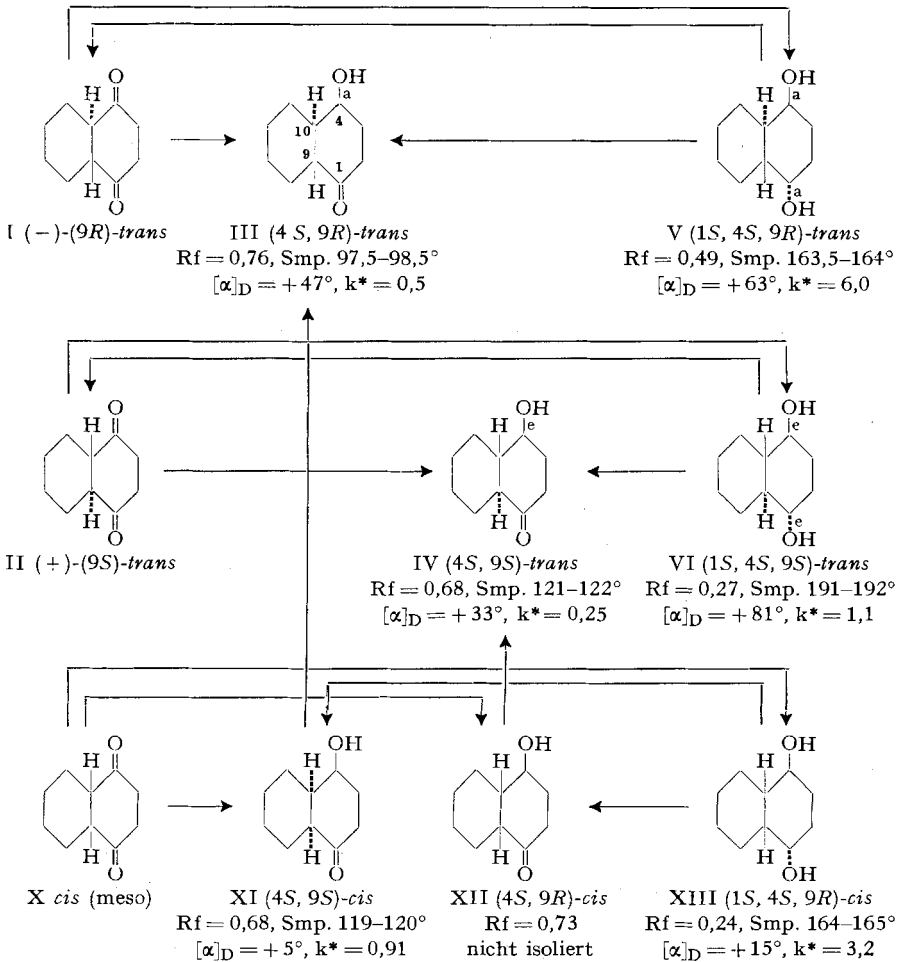 O OH OH
H H a H a
10 4
9 1
H H H a
O O OH
I (−)-(9R)-trans III (4 S, 9R)-trans V (1S, 4S, 9R)-trans
Rf = 0,76, Smp. 97,5–98,5° Rf = 0,49, Smp. 163,5–164°
[α]D = +47°, k* = 0,5 [α]D = +63°, k* = 6,0
O OH OH
H H e H e
H H H e
O O OH
II (+)-(9S)-trans IV (4S, 9S)-trans VI (1S, 4S, 9S)-trans
Rf = 0,68, Smp. 121–122° Rf = 0,27, Smp. 191–192°
[α]D = +33°, k* = 0,25 [α]D = +81°, k* = 1,1
O OH OH OH
H H H H
H H H H
O O O OH
X cis (meso) XI (4S, 9S)-cis XII (4S, 9R)-cis XIII (1S, 4S, 9R)-cis
Rf = 0,68, Smp. 119–120° Rf = 0,73 Rf = 0,24, Smp. 164–165°
[α]D = +5°, k* = 0,91 nicht isoliert [α]D = +15°, k* = 3,2